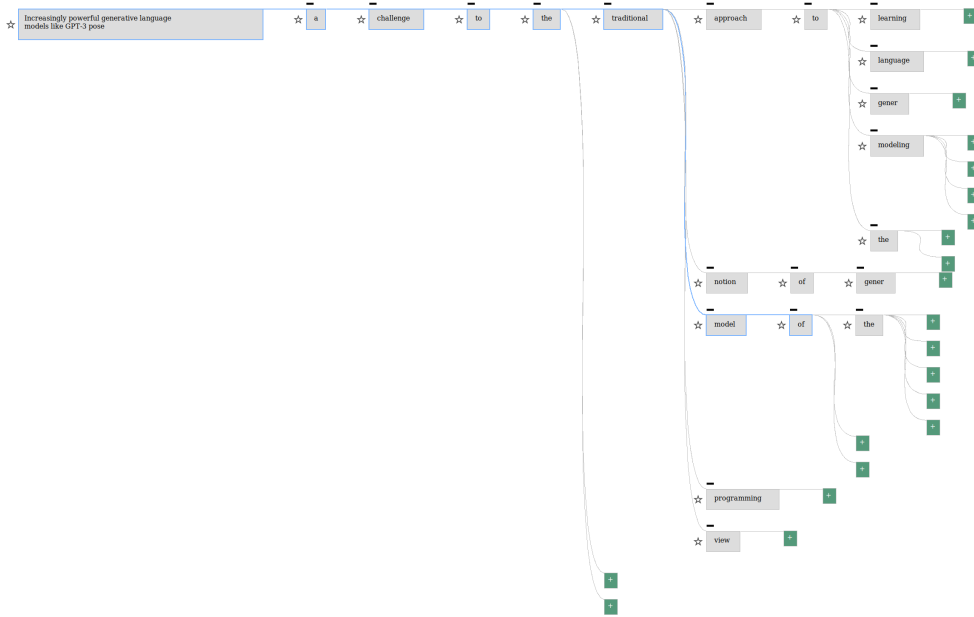 Increasingly powerful generative language
models like GPT-3 pose
a
challenge
to
the
traditional
approach
to
learning
language
gener
modeling
the
notion
of
gener
model
of
the
programming
view